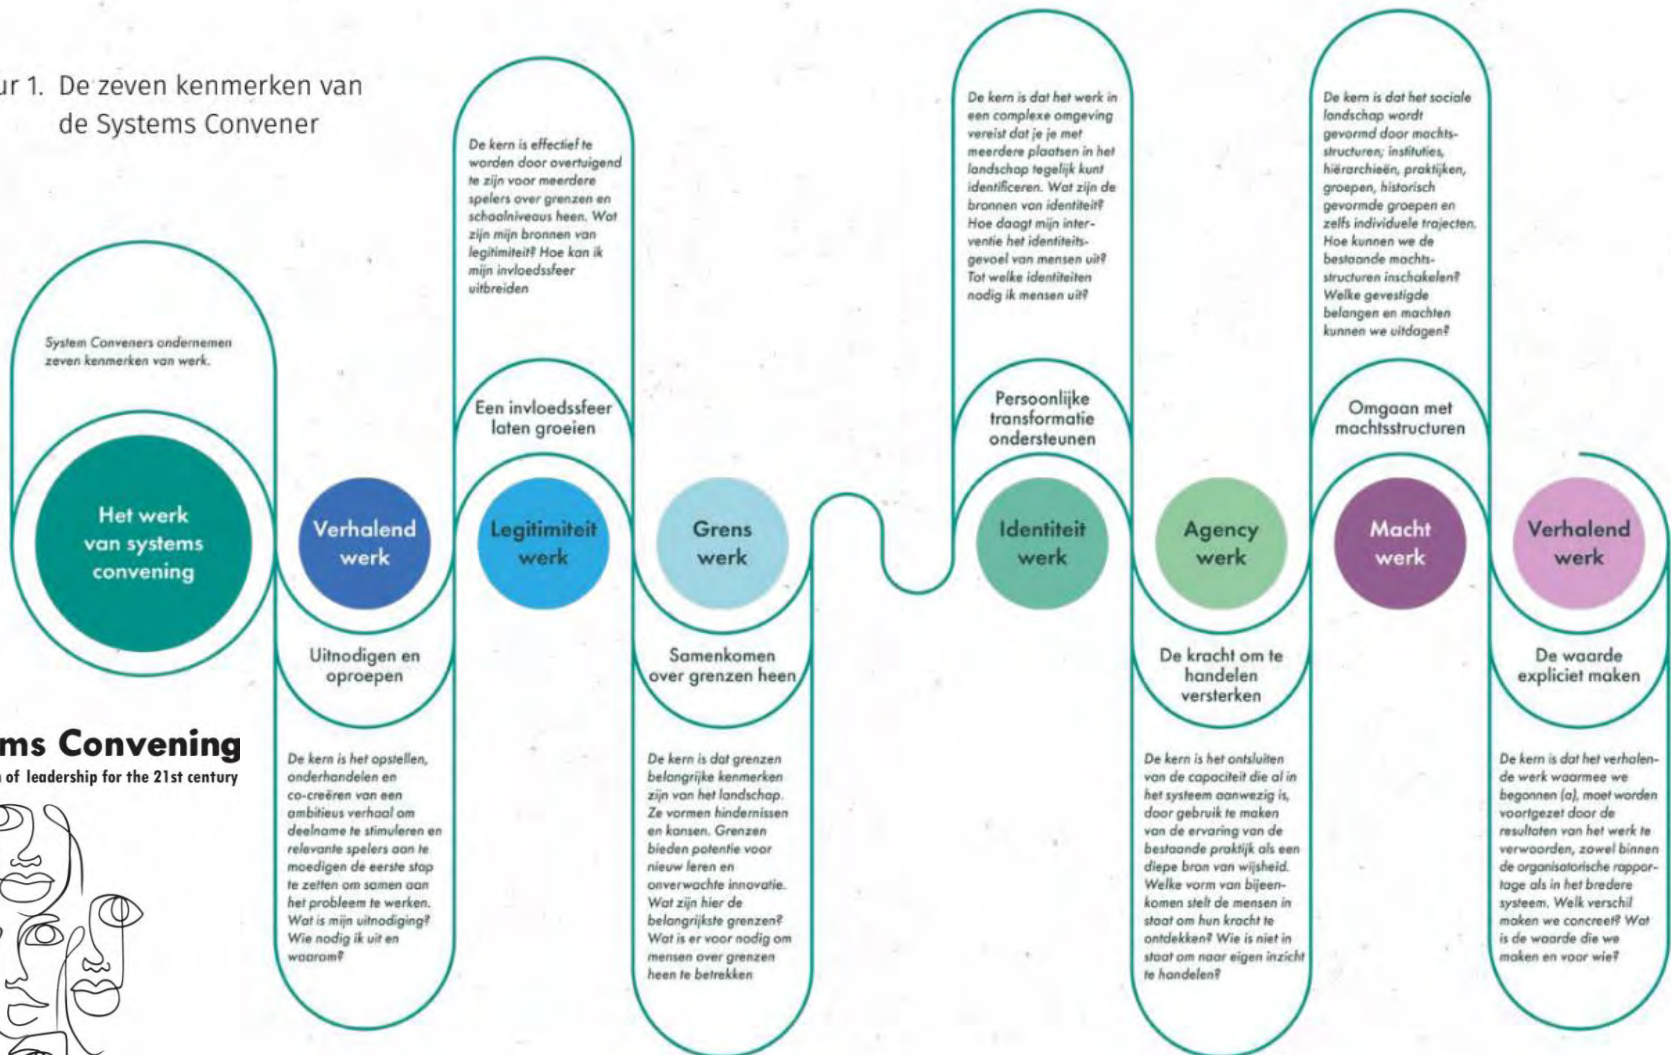 ur 1. De zeven kenmerken van
de Systems Convener
System Conveners ondernemen
zeven kenmerken van werk.
Het werk
van systems
convening
Verhalend
werk
Uitnodigen en
oproepen
De kern is het opstellen,
onderhandelen en
co-creëren van een
ambitieus verhaal om
deelname te stimuleren en
relevante spelers aan te
moedigen de eerste stap
te zetten om samen aan
het probleem te werken.
Wat is mijn uitnodiging?
Wie nodig ik uit en
waarom?
De kern is effectief te
worden door overtuigend
te zijn voor meerdere
spelers over grenzen en
schaalniveaus heen. Wat
zijn mijn bronnen van
legitimiteit? Hoe kan ik
mijn invloedssfeer
uitbreiden
Een invloedssfeer
laten groeien
Legitimiteit
werk
Grens
werk
Samenkomen
over grenzen heen
De kern is dat grenzen
belangrijke kenmerken
zijn van het landschap.
Ze vormen hindernissen
en kansen. Grenzen
bieden potentie voor
nieuw leren en
onverwachte innovatie.
Wat zijn hier de
belangrijkste grenzen?
Wat is er voor nodig om
mensen over grenzen
heen te betrekken
De kern is dat het werk in
een complexe omgeving
vereist dat je je met
meerdere plaatsen in het
landschap tegelijk kunt
identificeren. Wat zijn de
bronnen van identiteit?
Hoe daagt mijn inter-
ventie het identiteits-
gevoel van mensen uit?
Tot welke identiteiten
nodig ik mensen uit?
Persoonlijke
transformatie
ondersteunen
Identiteit
werk
Agency
werk
De kracht om te
handelen
versterken
De kern is het ontsluiten
van de capaciteit die al in
het systeem aanwezig is,
door gebruik te maken
van de ervaring van de
bestaande praktijk als een
diepe bron van wijsheid.
Welke vorm van bijeen-
komen stelt de mensen in
staat om hun kracht te
ontdekken? Wie is niet in
staat om naar eigen inzicht
te handelen?
De kern is dat het sociale
landschap wordt
gevormd door machts-
structuren; instituties,
hiërarchieën, praktijken,
groepen, historisch
gevormde groepen en
zelfs individuele trajecten.
Hoe kunnen we de
bestaande machts-
structuren inschakelen?
Welke gevestigde
belangen en machten
kunnen we uitdagen?
Omgaan met
machtsstructuren
Macht
werk
Verhalend
werk
De waarde
expliciet maken
De kern is dat het verhalen-
de werk waarmee we
begonnen (a), moet worden
voortgezet door de
resultaten van het werk te
verwoorden, zowel binnen
de organisatorische rappor-
tage als in het bredere
systeem. Welk verschil
maken we concreet? Wat
is de waarde die we
maken en voor wie?
ms Convening
of leadership for the 21st century